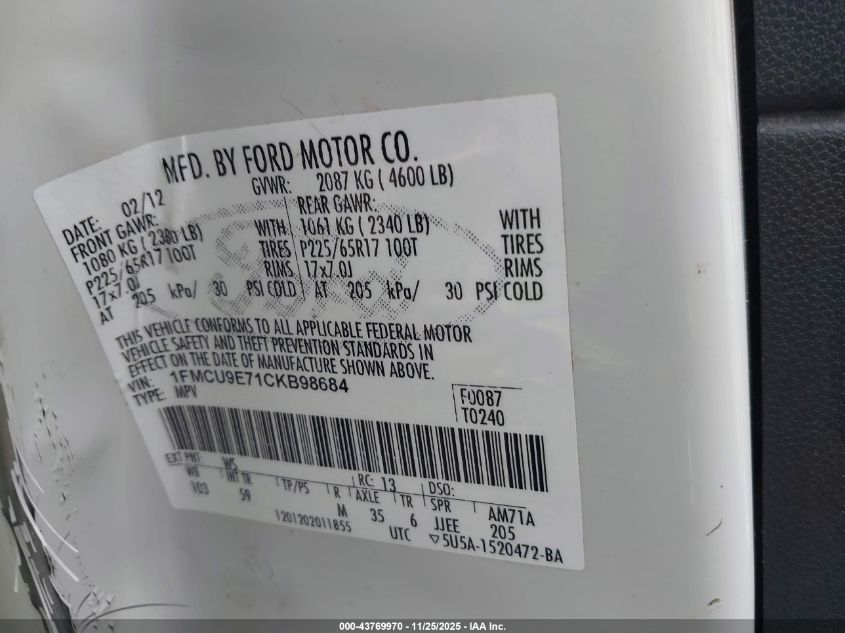 MFD. BY FORD MOTOR CO.
DATE: 02/12 GVWR: 2087 KG ( 4600 LB)
FRONT GAWR: REAR GAWR:
1080 KG ( 2380 LB) WITH 1061 KG ( 2340 LB) WITH
P225/65R17 100T TIRES P225/65R17 100T TIRES
17x7.0J RIMS 17x7.0J RIMS
AT 205 kPa/ 30 PSI COLD AT 205 kPa/ 30 PSI COLD
THIS VEHICLE CONFORMS TO ALL APPLICABLE FEDERAL MOTOR
VEHICLE SAFETY AND THEFT PREVENTION STANDARDS IN
EFFECT ON THE DATE OF MANUFACTURE SHOWN ABOVE.
VIN: 1FMCU9E71CKB98684
TYPE: MPV
F0087
T0240
EXT PNT: WS RC: 13 DSO:
WB INT TR TP/PS R AXLE TR SPR AM71A
103 59 M 35 6 JJEE 205
1201202011855 UTC ▽5U5A-1520472-BA
Ford
000-43769970 - 11/25/2025 - IAA Inc.